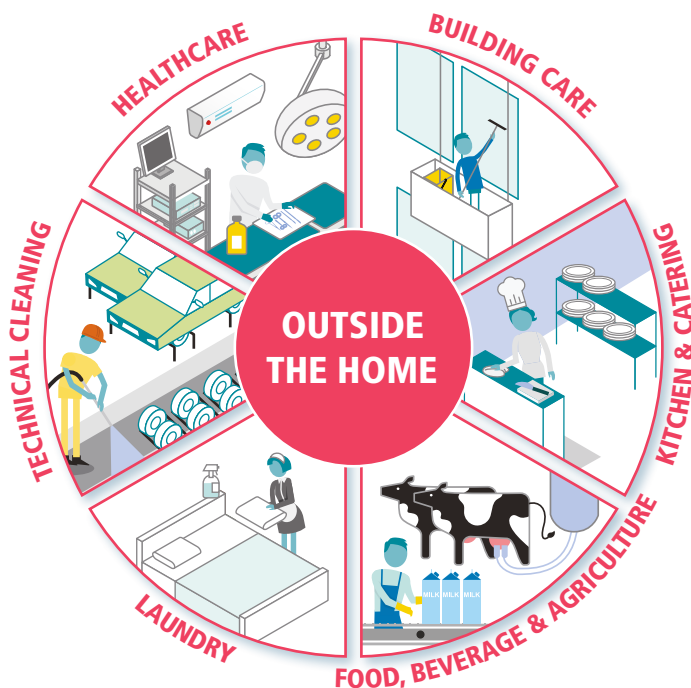 HEALTHCARE
BUILDING CARE
TECHNICAL CLEANING
OUTSIDE
THE HOME
KITCHEN & CATERING
MILK MILK MILK
LAUNDRY
FOOD, BEVERAGE & AGRICULTURE